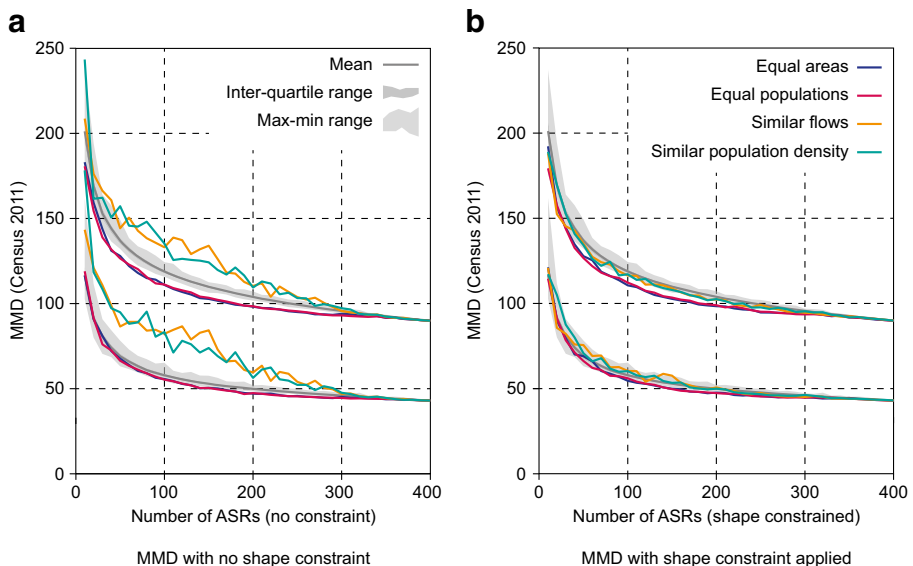 a
250
200
150
100
50
0
MMD (Census 2011)
Mean
Inter-quartile range
Max-min range
0 100 200 300 400
Number of ASRs (no constraint)
MMD with no shape constraint
b
250
200
150
100
50
0
MMD (Census 2011)
Equal areas
Equal populations
Similar flows
Similar population density
0 100 200 300 400
Number of ASRs (shape constrained)
MMD with shape constraint applied